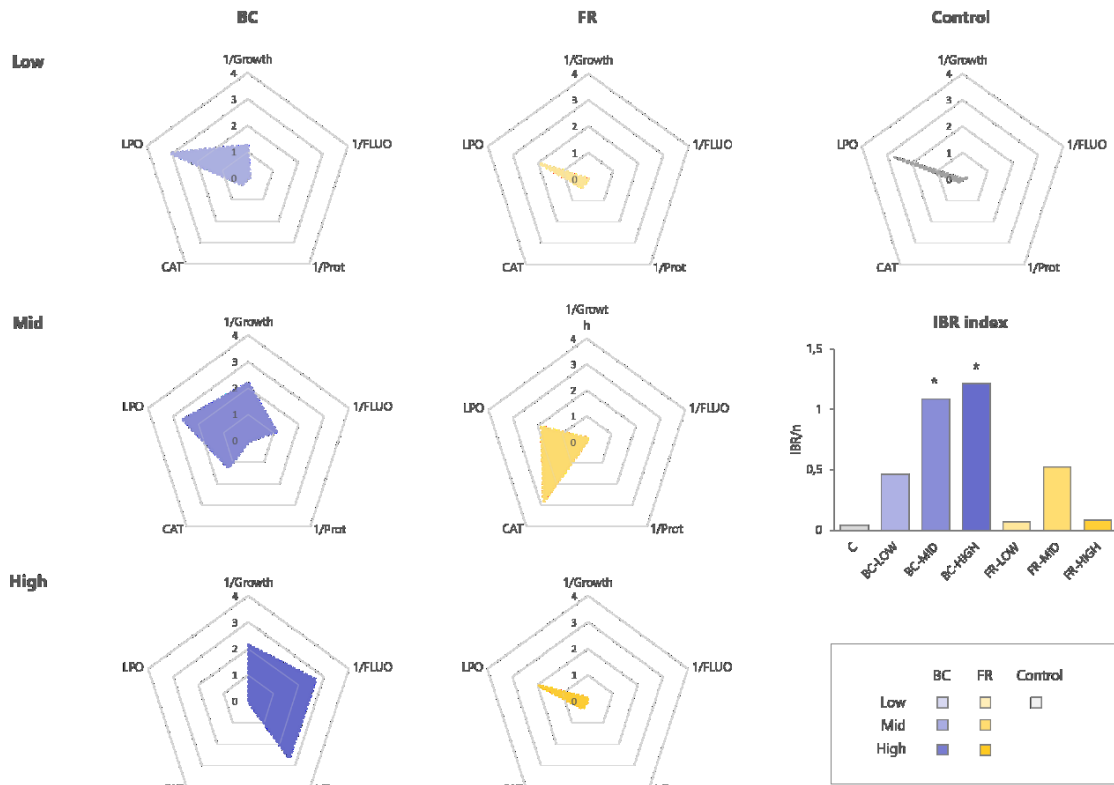 BC FR Control
Low
1/Growth
4
3
2
1
0
LPO
1/FLUO
CAT
1/Prot
1/Growth
4
3
2
1
0
LPO
1/FLUO
CAT
1/Prot
1/Growth
4
3
2
1
0
LPO
1/FLUO
CAT
1/Prot
Mid
1/Growth
4
3
2
1
0
LPO
1/FLUO
CAT
1/Prot
1/Growt
h
4
3
2
1
0
LPO
1/FLUO
CAT
1/Prot
IBR index
IBR/n
1,5
1
0,5
0
* *
C BC-LOW BC-MID BC-HIGH FR-LOW FR-MID FR-HIGH
High
1/Growth
4
3
2
1
0
LPO
1/FLUO
1/Growth
4
3
2
1
0
LPO
1/FLUO
BC FR Control
Low
Mid
High